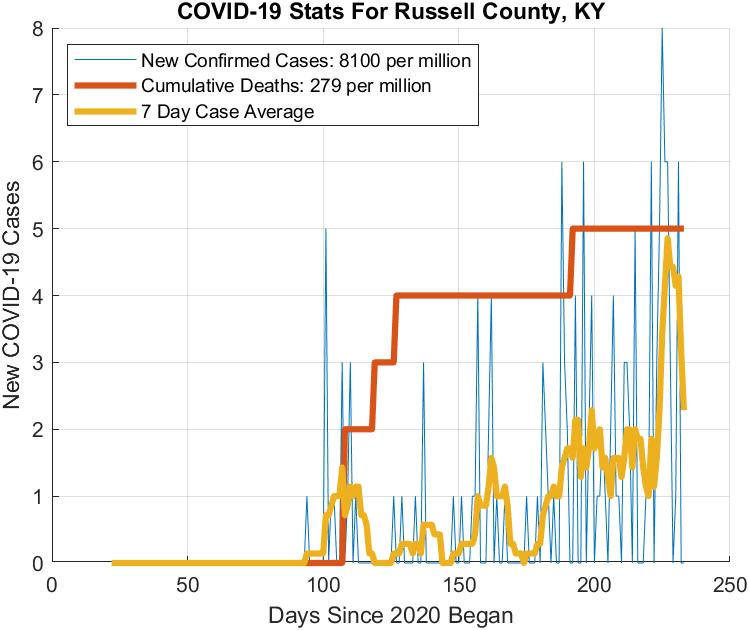 COVID-19 Stats For Russell County, KY
New Confirmed Cases: 8100 per million
Cumulative Deaths: 279 per million
7 Day Case Average
New COVID-19 Cases
8
7
6
5
4
3
2
1
0
0 50 100 150 200 250
Days Since 2020 Began